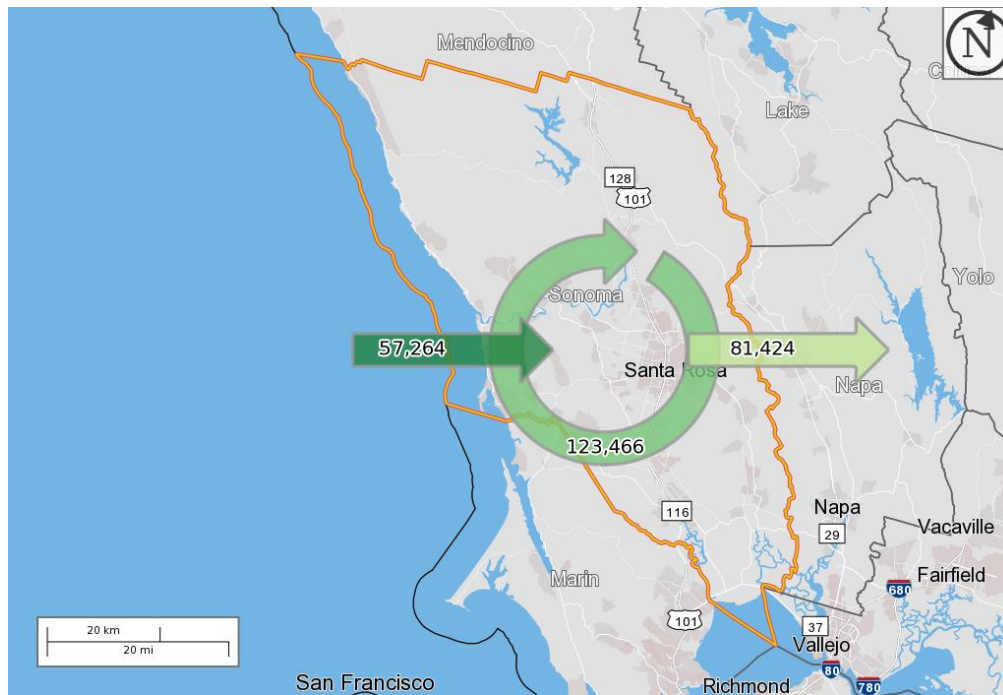 Mendocino
N
Colusa
Lake
128
101
Yolo
Sonoma
57,264
81,424
Santa Rosa
Napa
123,466
116
Napa
29
Vacaville
Marin
Fairfield
680
101
37
Vallejo
20 km
20 mi
80
San Francisco
Richmond
780